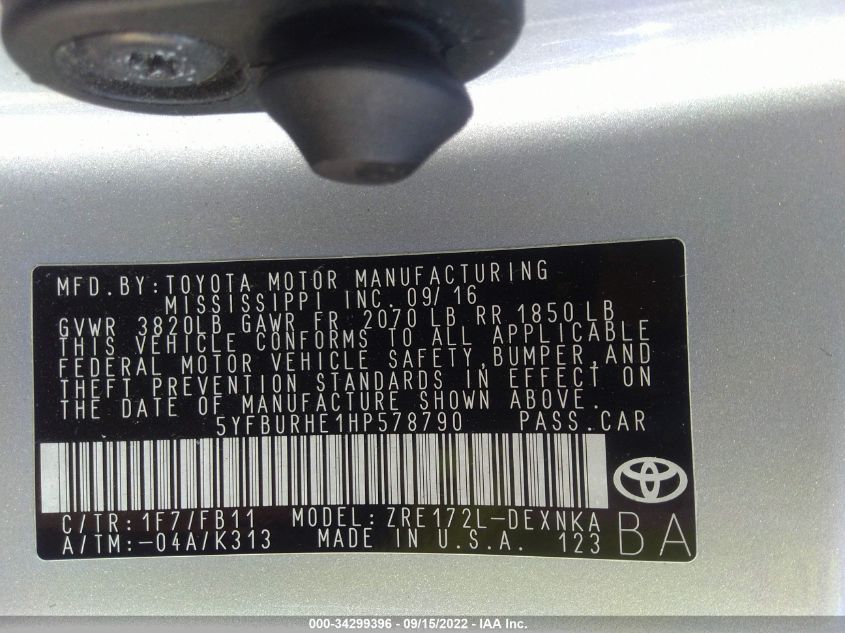 MFD. BY: TOYOTA MOTOR MANUFACTURING
MISSISSIPPI INC. 09/16
GVWR 3820LB GAWR FR 2070 LB RR 1850 LB
THIS VEHICLE CONFORMS TO ALL APPLICABLE
FEDERAL MOTOR VEHICLE SAFETY, BUMPER, AND
THEFT PREVENTION STANDARDS IN EFFECT ON
THE DATE OF MANUFACTURE SHOWN ABOVE.
5YFBURHE1HP578790 PASS. CAR
C/TR: 1F7/FB11 MODEL: ZRE172L-DEXNKA
A/TM: -04A/K313 MADE IN U.S.A. 123 BA
000-34299396 - 09/15/2022 - IAA Inc.